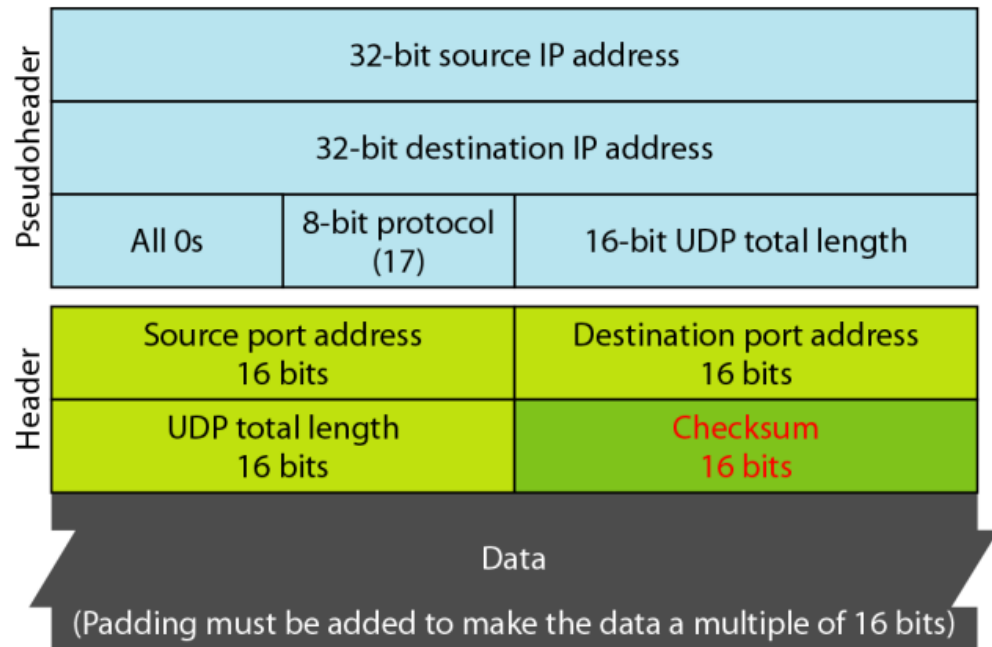 Pseudoheader
32-bit source IP address
32-bit destination IP address
All 0s
8-bit protocol
(17)
16-bit UDP total length
Header
Source port address
16 bits
Destination port address
16 bits
UDP total length
16 bits
Checksum
16 bits
Data
(Padding must be added to make the data a multiple of 16 bits)